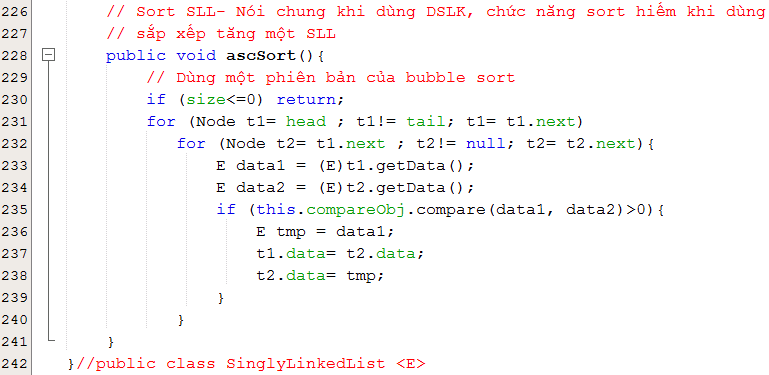 226 // Sort SLL- Nói chung khi dùng DSLK, chức năng sort hiếm khi dùng
227 // sắp xếp tăng một SLL
228 public void ascSort(){
229 // Dùng một phiên bản của bubble sort
230 if (size<=0) return;
231 for (Node t1= head ; t1!= tail; t1= t1.next)
232 for (Node t2= t1.next ; t2!= null; t2= t2.next){
233 E data1 = (E)t1.getData();
234 E data2 = (E)t2.getData();
235 if (this.compareObj.compare(data1, data2)>0){
236 E tmp = data1;
237 t1.data= t2.data;
238 t2.data= tmp;
239 }
240 }
241 }
242 }//public class SinglyLinkedList <E>